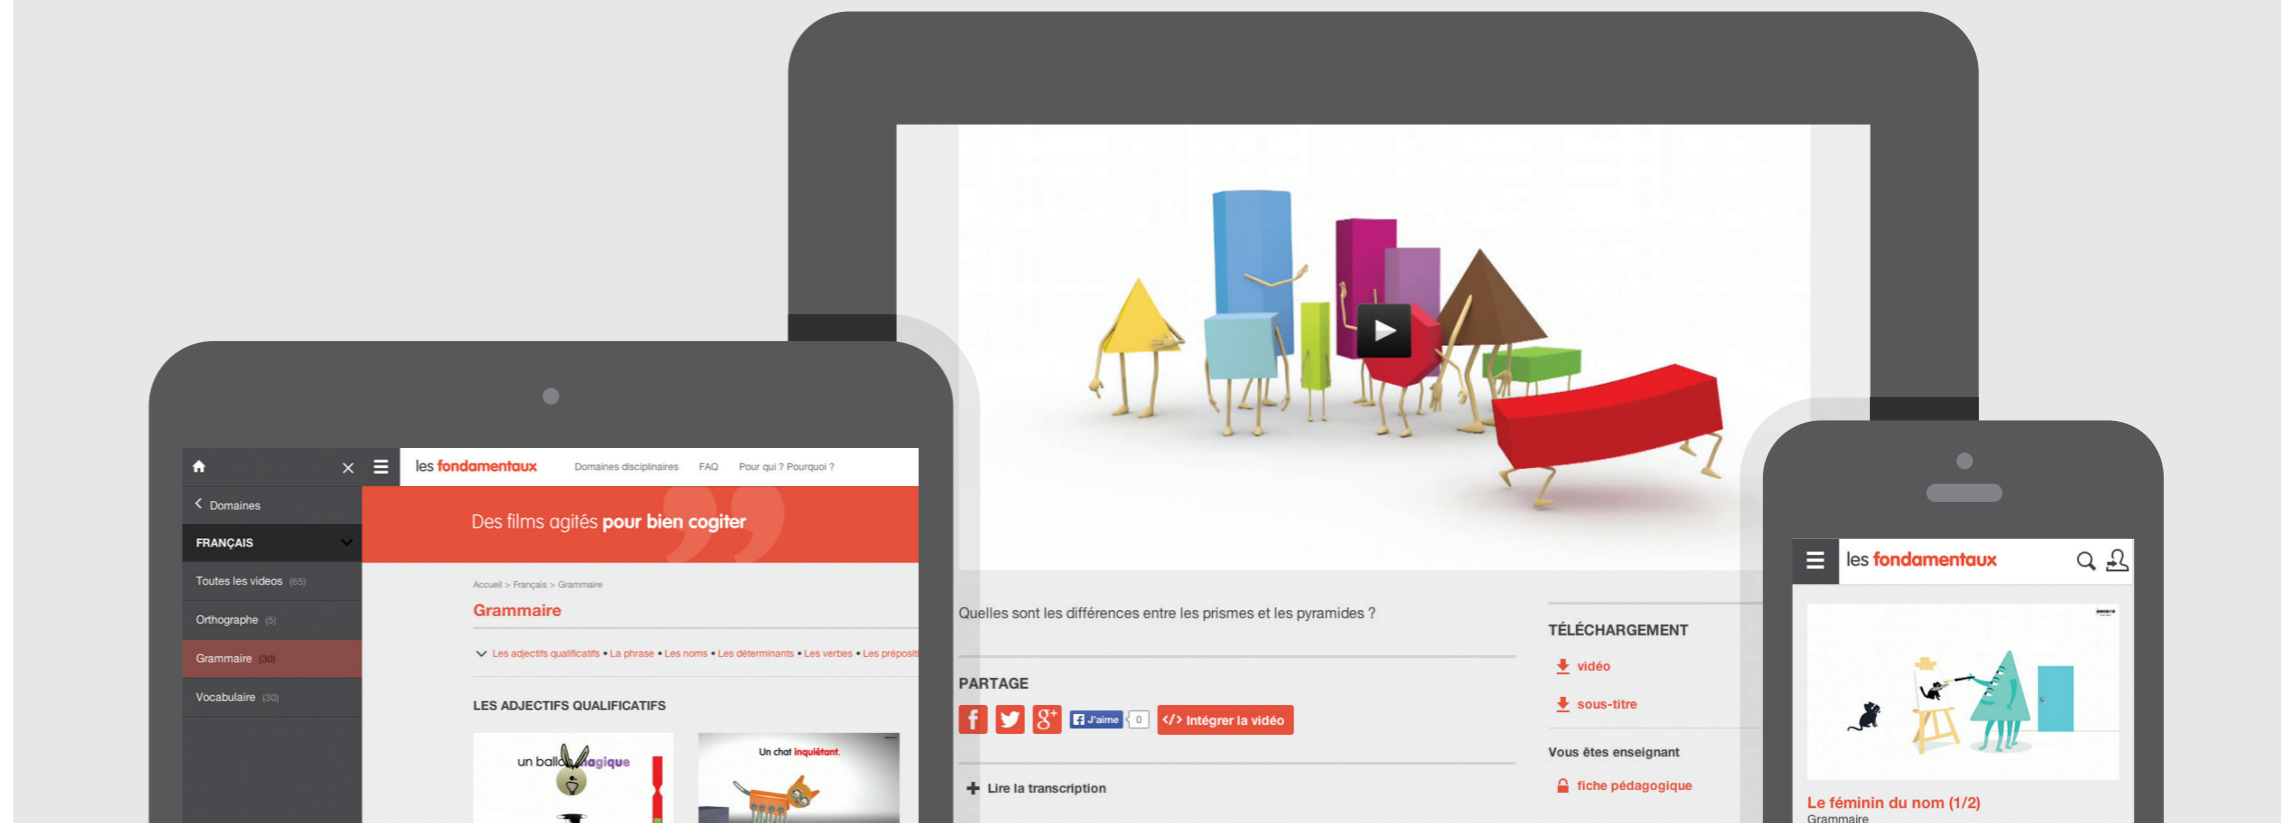 les fondamentaux
Domaines disciplinaires
FAQ
Pour qui ? Pourquoi ?
Domaines
FRANÇAIS
Toutes les videos (65)
Orthographe (5)
Grammaire (30)
Vocabulaire (30)
Des films agités pour bien cogiter
Accueil > Français > Grammaire
Grammaire
Les adjectifs qualificatifs • La phrase • Les noms • Les déterminants • Les verbes • Les préposit
LES ADJECTIFS QUALIFICATIFS
un ballon magique
Un chat inquiétant.
Quelles sont les différences entre les prismes et les pyramides ?
PARTAGE
J'aime 0
</> Intégrer la vidéo
Lire la transcription
TÉLÉCHARGEMENT
vidéo
sous-titre
Vous êtes enseignant
fiche pédagogique
les fondamentaux
Le féminin du nom (1/2)
Grammaire